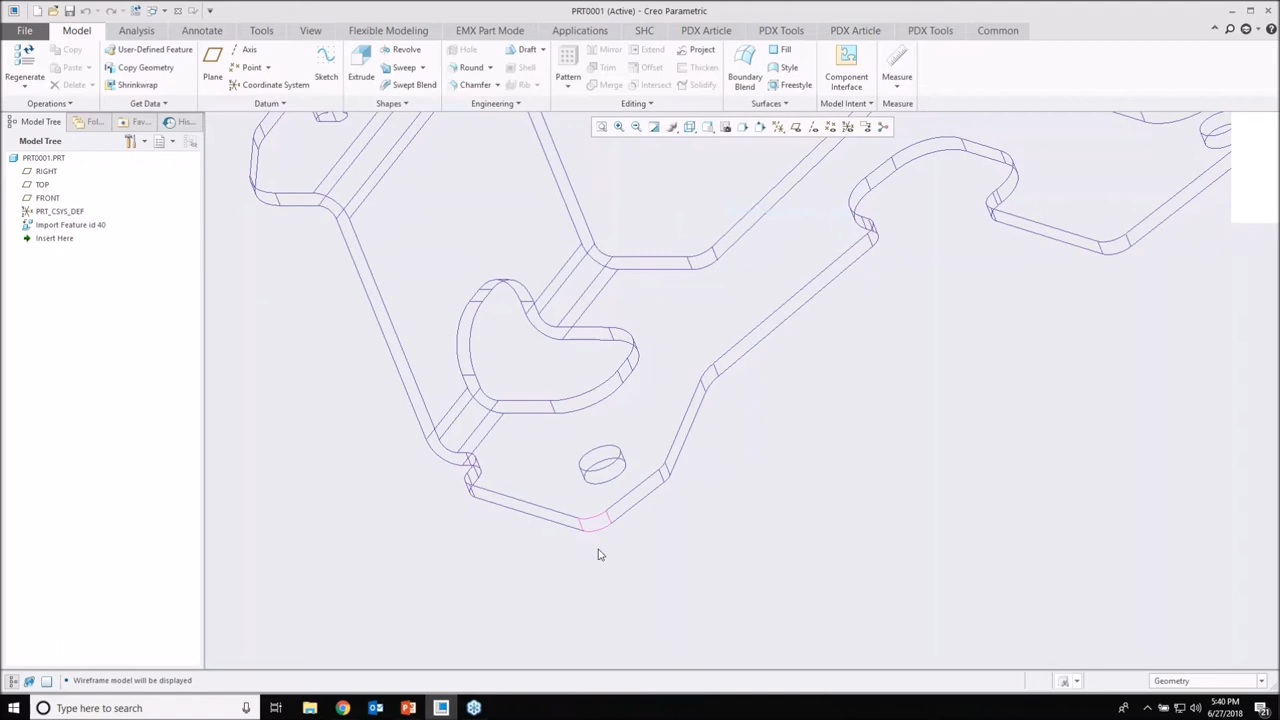 PRT0001 (Active) - Creo Parametric
File Model Analysis Annotate Tools View Flexible Modeling EMX Part Mode Applications SHC PDX Article PDX Tools PDX Article PDX Tools Common
Copy User-Defined Feature Axis Revolve Hole Draft Mirror Extend Project Fill
Regenerate Paste Copy Geometry Plane Point Sketch Extrude Sweep Round Shell Pattern Trim Offset Thicken Boundary Blend Style Component Interface Measure
Delete Shrinkwrap Coordinate System Swept Blend Chamfer Rib Merge Intersect Solidify Freestyle
Operations Get Data Datum Shapes Engineering Editing Surfaces Model Intent Measure
Model Tree Fol... Fav... His...
Model Tree
PRT0001.PRT
RIGHT
TOP
FRONT
PRT_CSYS_DEF
Import Feature id 40
Insert Here
• Wireframe model will be displayed
Geometry
Type here to search
5:40 PM
6/27/2018
21